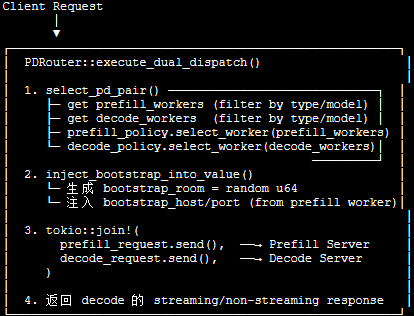 Client Request
PDRouter::execute_dual_dispatch()
1. select_pd_pair()
get prefill_workers (filter by type/model)
get decode_workers (filter by type/model)
prefill_policy.select_worker(prefill_workers)
decode_policy.select_worker(decode_workers)
2. inject_bootstrap_into_value()
生成 bootstrap_room = random u64
注入 bootstrap_host/port (from prefill worker)
3. tokio::join!(
prefill_request.send(), ──→ Prefill Server
decode_request.send(), ──→ Decode Server
)
4. 返回 decode 的 streaming/non-streaming response